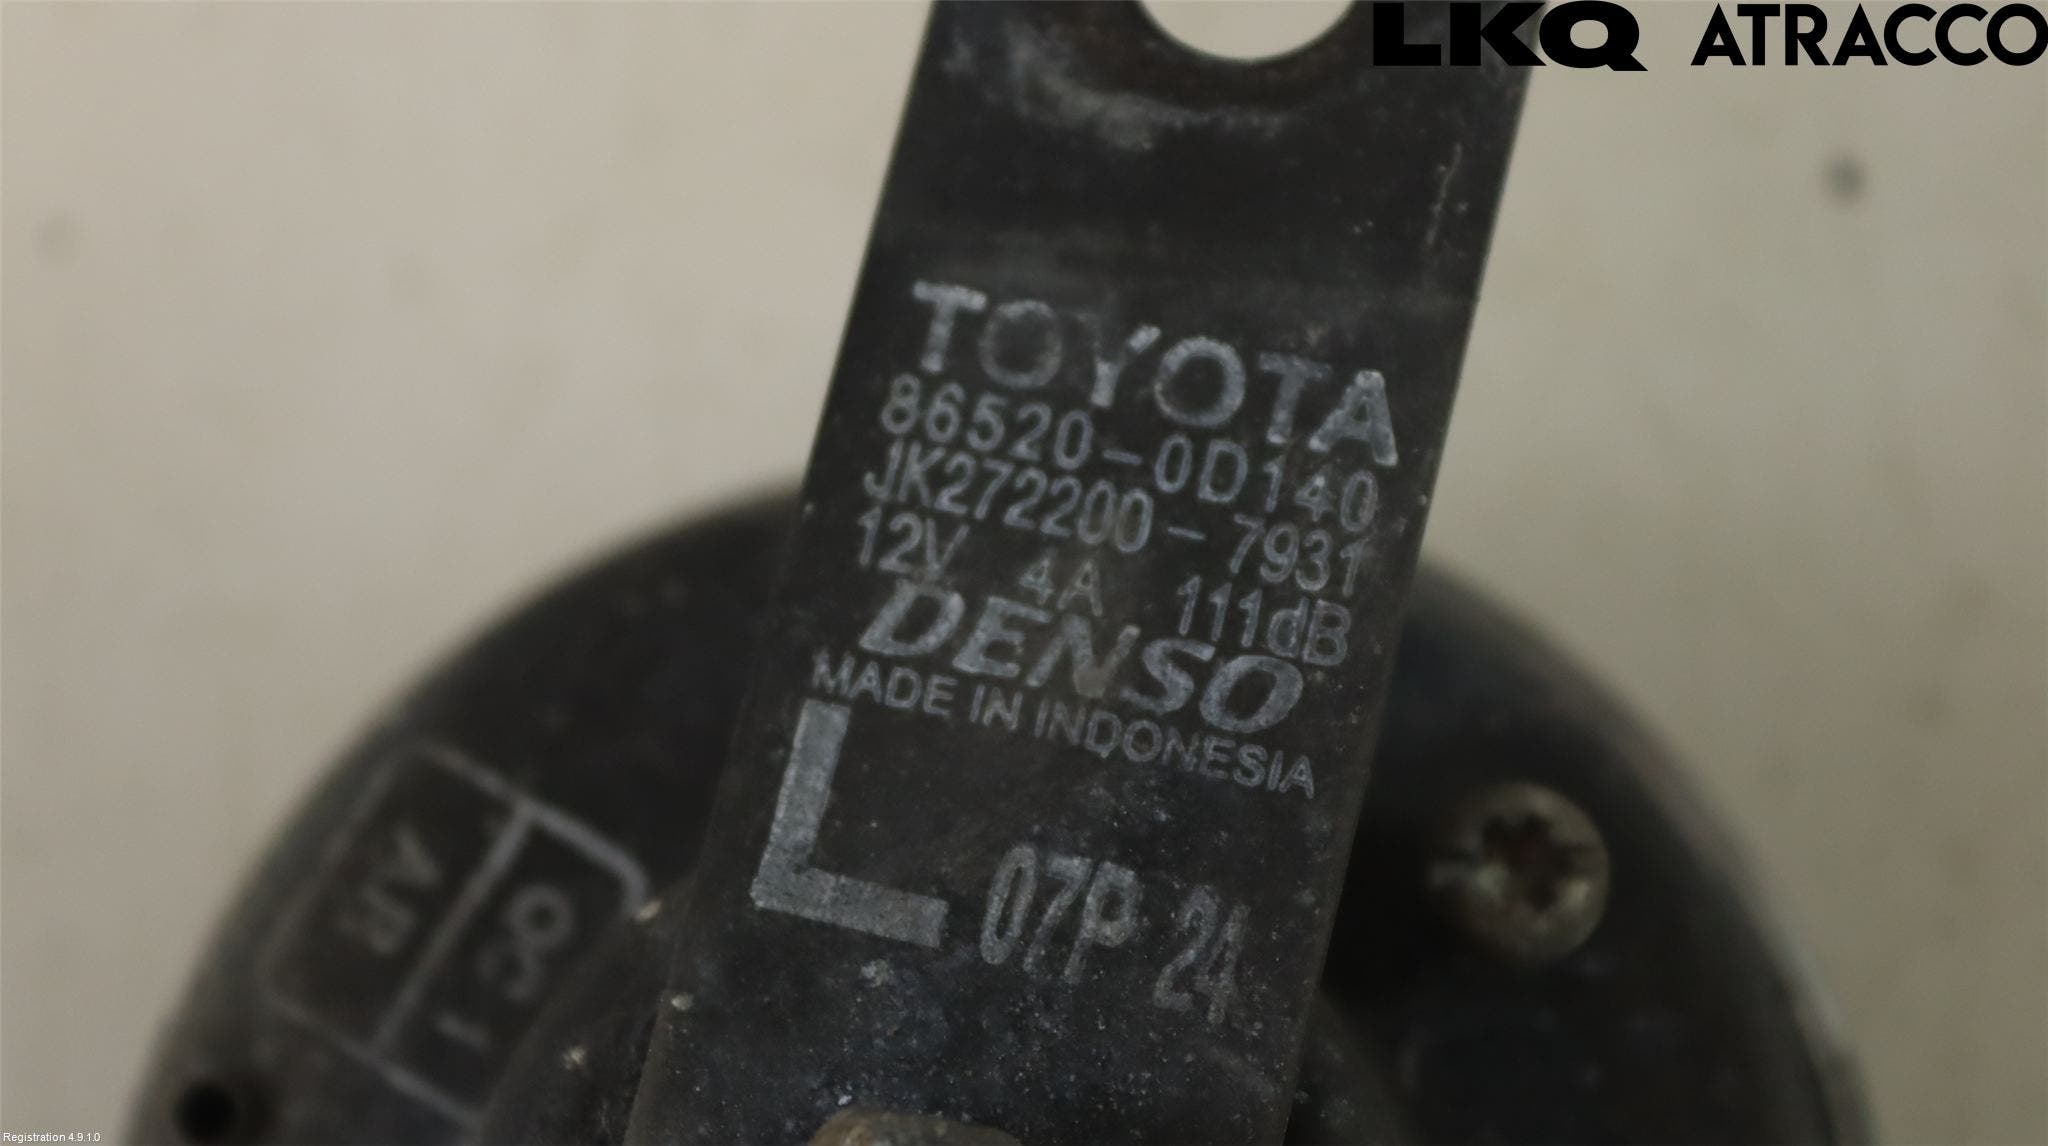 LKQ ATRACCO
TOYOTA
86520-0D140
JK272200-7931
12V 4A 111dB
DENSO
MADE IN INDONESIA
L 07P 24
Registration 4.9.1.0